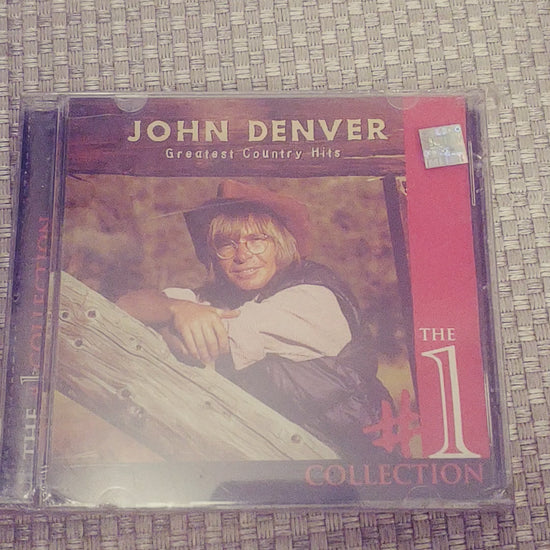 JOHN DENVER
Greatest Country Hits
THE
#1
COLLECTION
THE 1 COLLECTION